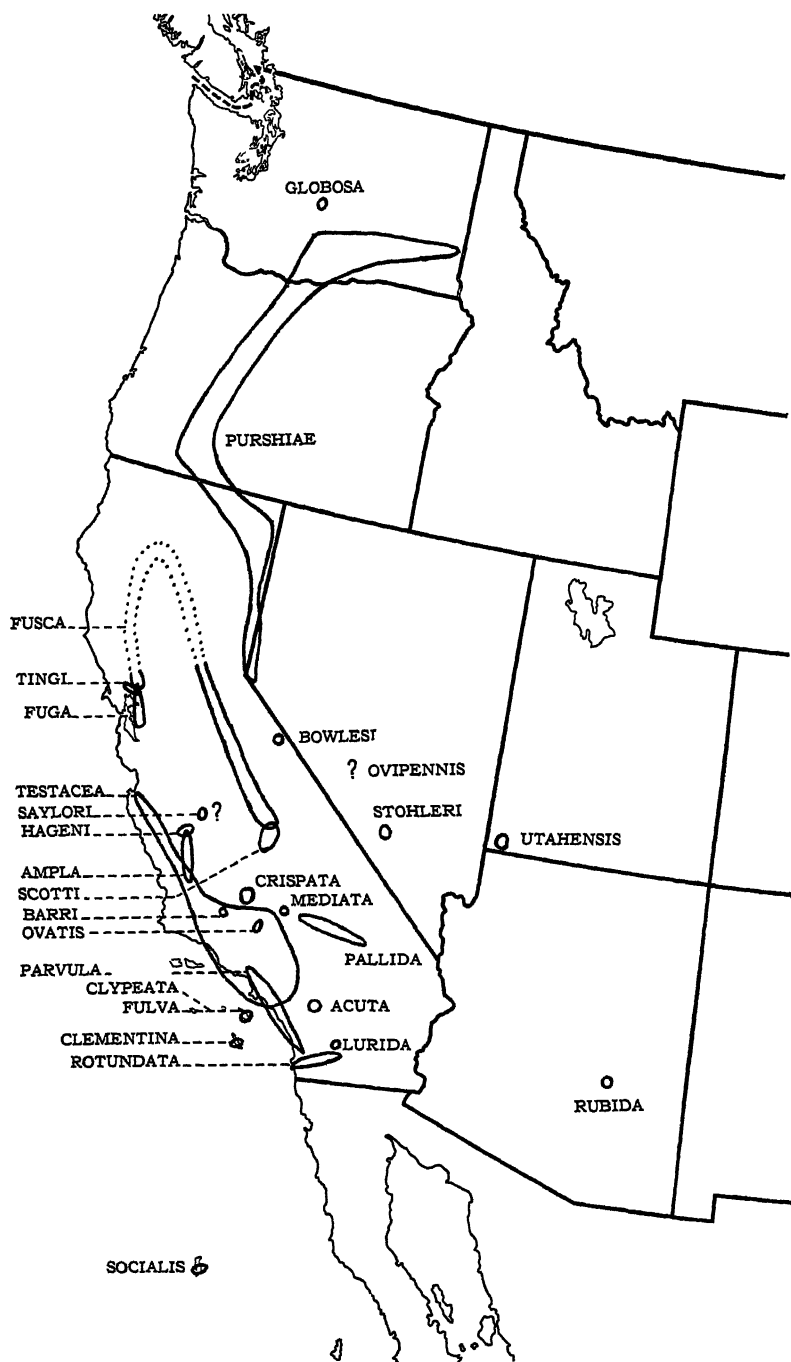 GLOBOSA
PURSHIAE
FUSCA
TINGI
FUGA
BOWLESI
? OVIPENNIS
TESTACEA
SAYLORI ?
STOHLERI
HAGENI
UTAHENSIS
AMPLA
CRISPATA
SCOTTI
MEDIATA
BARRI
OVATIS
PALLIDA
PARVULA
CLYPEATA
FULVA
ACUTA
CLEMENTINA
LURIDA
ROTUNDATA
RUBIDA
SOCIALIS